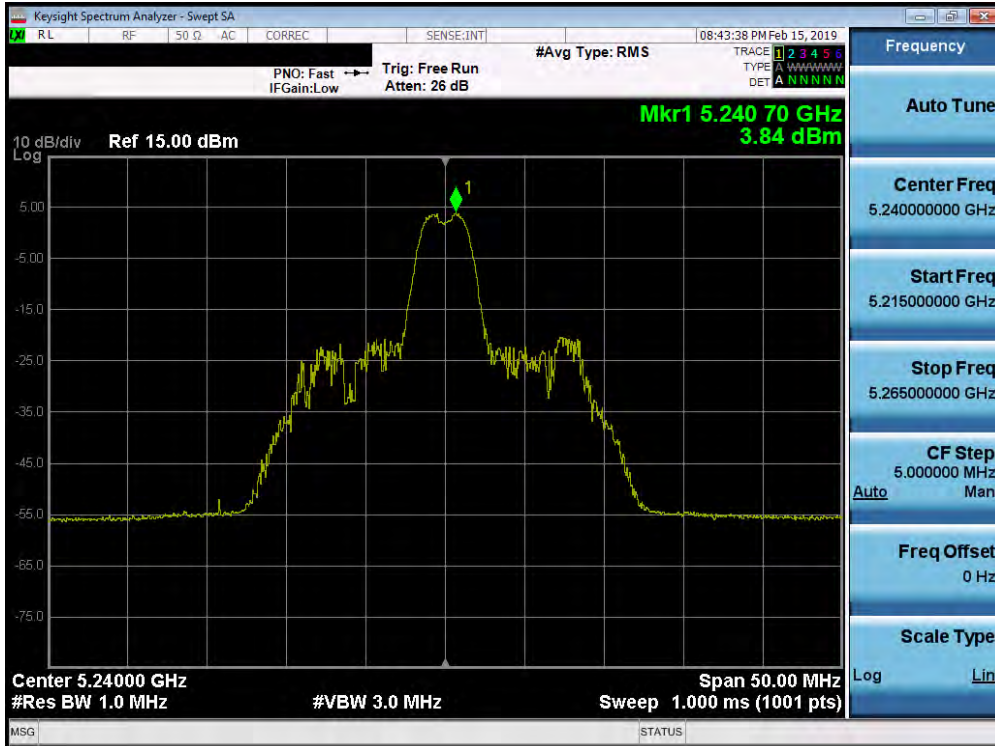 Keysight Spectrum Analyzer - Swept SA
LXI RL RF 50 Ω AC CORREC SENSE:INT 08:43:38 PM Feb 15, 2019
#Avg Type: RMS TRACE 1 2 3 4 5 6
PNO: Fast Trig: Free Run TYPE A WWWWW
IFGain:Low Atten: 26 dB DET A N N N N N
Mkr1 5.240 70 GHz
3.84 dBm
10 dB/div Ref 15.00 dBm
Log
1
5.00
-5.00
-15.0
-25.0
-35.0
-45.0
-55.0
-65.0
-75.0
Center 5.24000 GHz Span 50.00 MHz
#Res BW 1.0 MHz #VBW 3.0 MHz Sweep 1.000 ms (1001 pts)
MSG STATUS
Frequency
Auto Tune
Center Freq
5.240000000 GHz
Start Freq
5.215000000 GHz
Stop Freq
5.265000000 GHz
CF Step
5.000000 MHz
Auto Man
Freq Offset
0 Hz
Scale Type
Log Lin